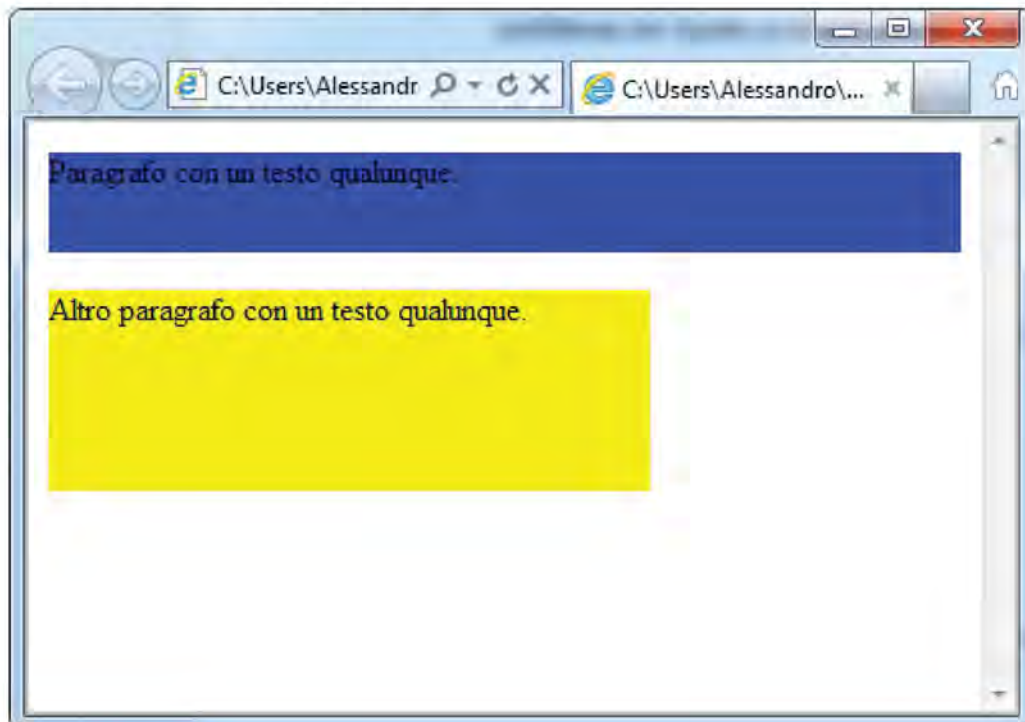 C:\Users\Alessandr
C:\Users\Alessandro\...
Paragrafo con un testo qualunque.
Altro paragrafo con un testo qualunque.